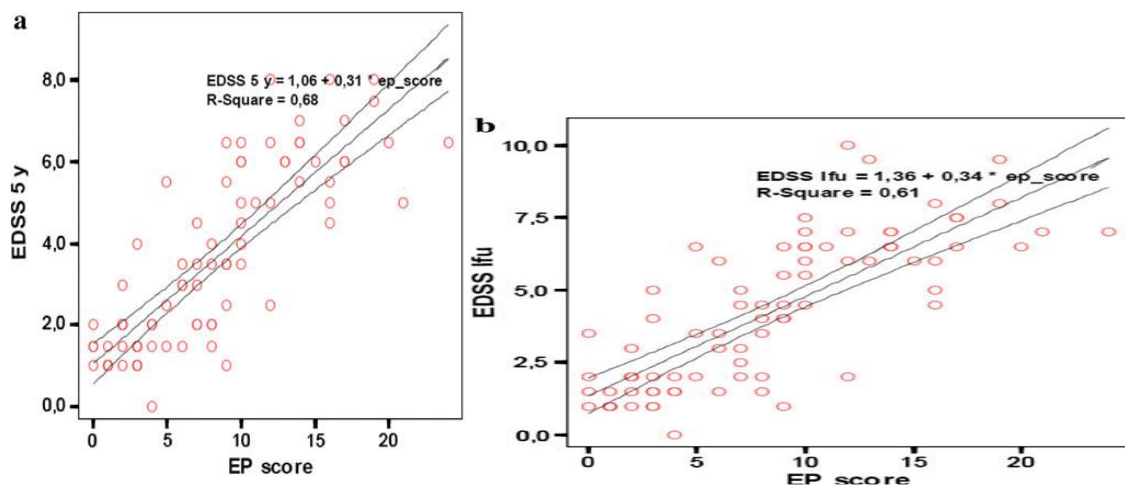 a
EDSS 5 y = 1,06 + 0,31 * ep_score
R-Square = 0,68
8,0
6,0
4,0
2,0
0,0
EDSS 5 y
0 5 10 15 20
EP score
b
EDSS lfu = 1,36 + 0,34 * ep_score
R-Square = 0,61
10,0
7,5
5,0
2,5
0,0
EDSS lfu
0 5 10 15 20
EP score